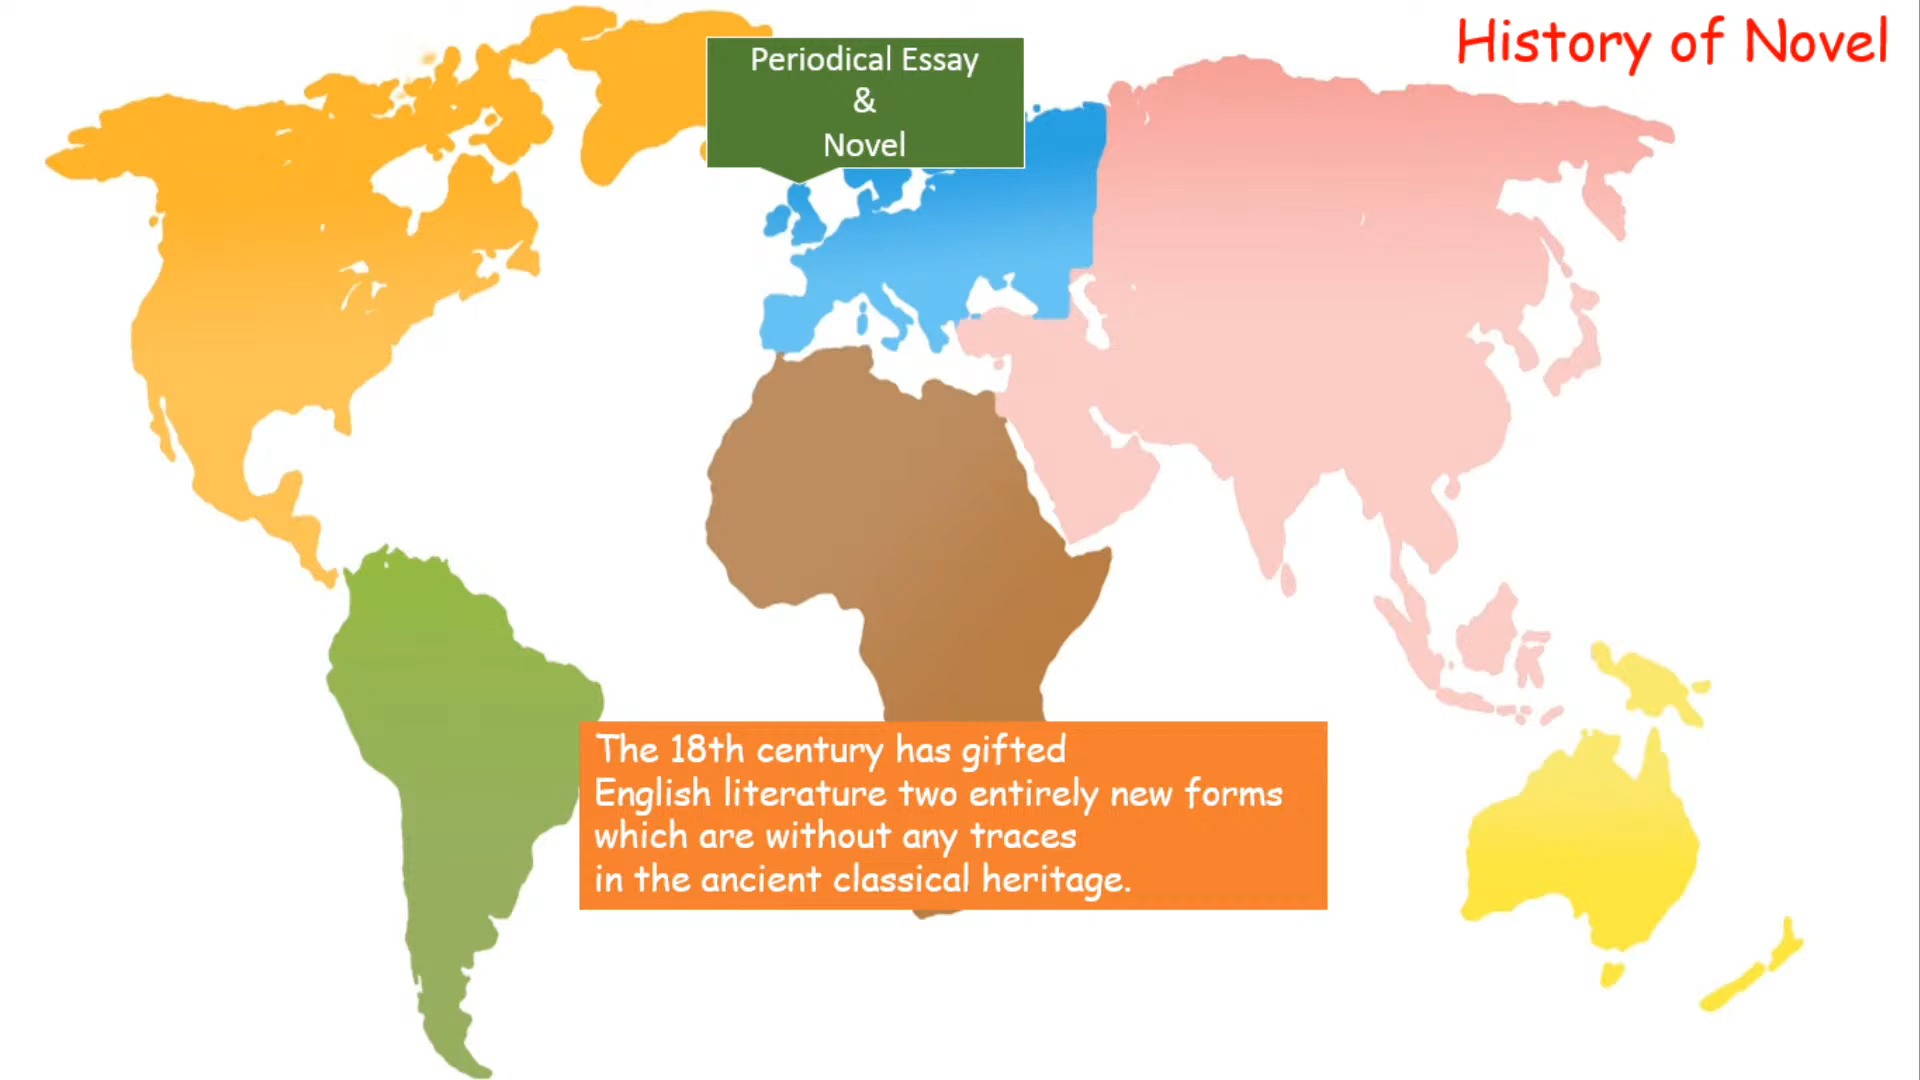 History of Novel
Periodical Essay
&
Novel
The 18th century has gifted
English literature two entirely new forms
which are without any traces
in the ancient classical heritage.